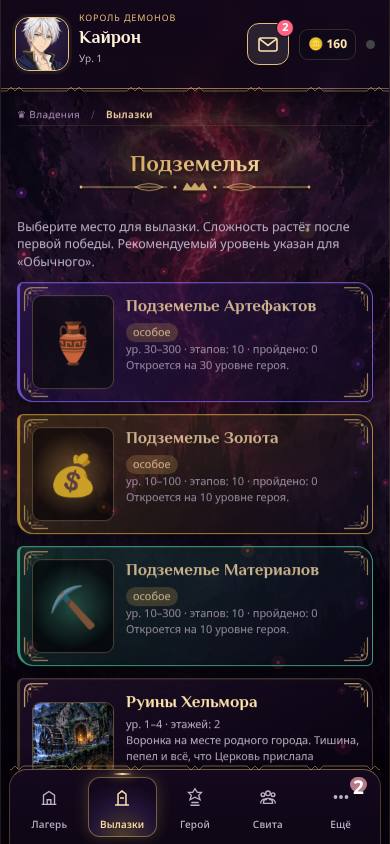 КОРОЛЬ ДЕМОНОВ
Кайрон
Ур. 1
2
160
Владения / Вылазки
Подземелья
Выберите место для вылазки. Сложность растёт после
первой победы. Рекомендуемый уровень указан для
«Обычного».
Подземелье Артефактов
особое
ур. 30–300 · этапов: 10 · пройдено: 0
Откроется на 30 уровне героя.
Подземелье Золота
особое
ур. 10–100 · этапов: 10 · пройдено: 0
Откроется на 10 уровне героя.
Подземелье Материалов
особое
ур. 10–300 · этапов: 10 · пройдено: 0
Откроется на 10 уровне героя.
Руины Хельмора
ур. 1–4 · этажей: 2
Воронка на месте родного города. Тишина,
пепел и всё, что Церковь прислала
2
Лагерь
Вылазки
Герой
Свита
Ещё